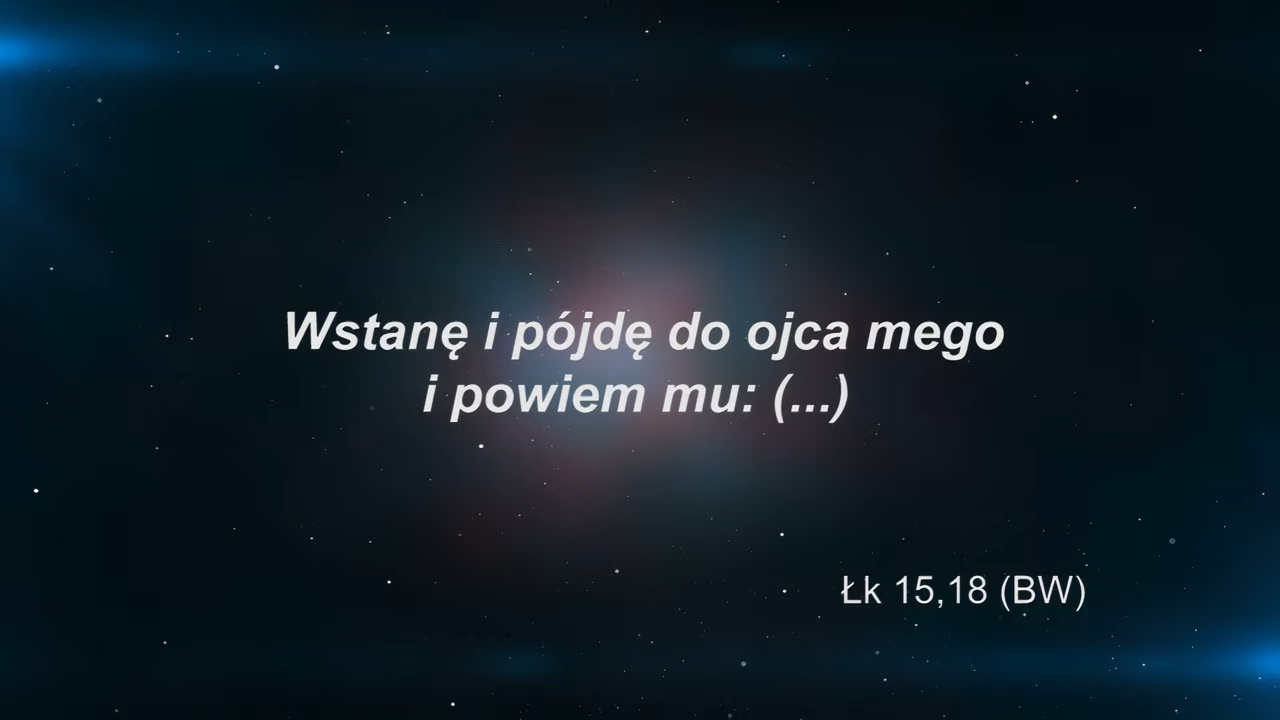 Wstanę i pójdę do ojca mego
i powiem mu: (...)
Łk 15,18 (BW)